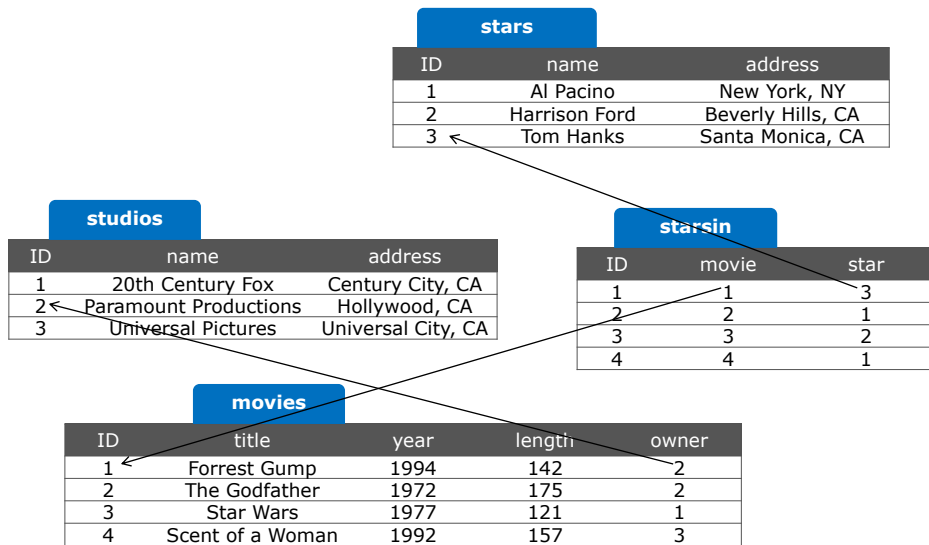 stars
ID name address
1 Al Pacino New York, NY
2 Harrison Ford Beverly Hills, CA
3 Tom Hanks Santa Monica, CA
studios
ID name address
1 20th Century Fox Century City, CA
2 Paramount Productions Hollywood, CA
3 Universal Pictures Universal City, CA
starsin
ID movie star
1 1 3
2 2 1
3 3 2
4 4 1
movies
ID title year length owner
1 Forrest Gump 1994 142 2
2 The Godfather 1972 175 2
3 Star Wars 1977 121 1
4 Scent of a Woman 1992 157 3